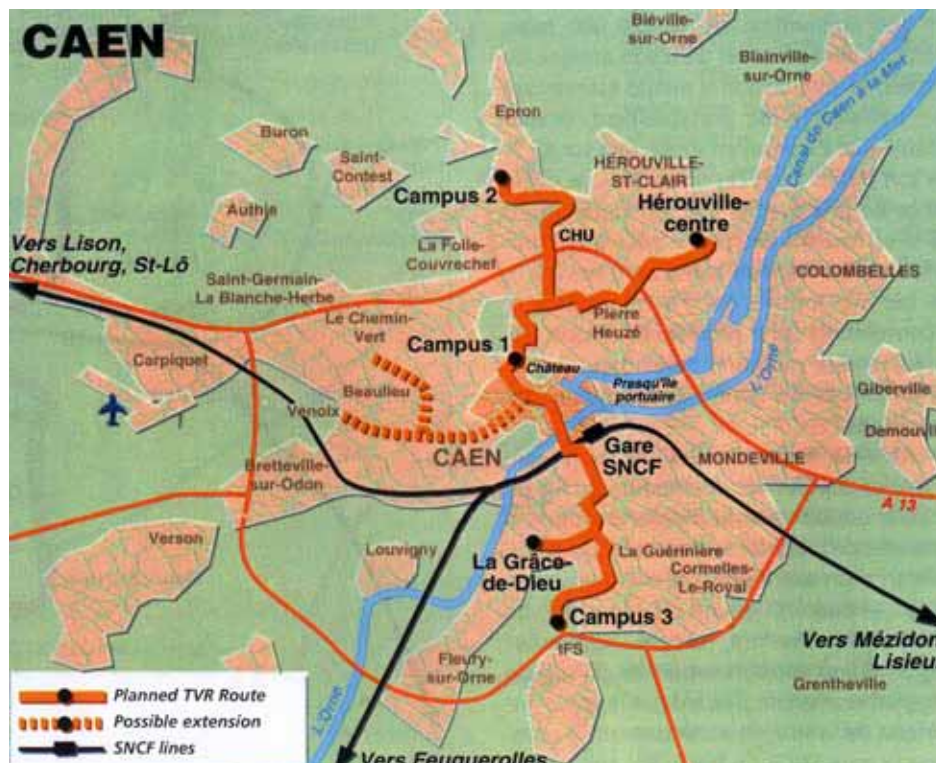 CAEN
Biéville-
sur-Orne
Blainville-
sur-Orne
Epron
Canal de Caen à la Mer
L'Orne
Buron
Saint-
Contest
HÉROUVILLE-
ST-CLAIR
Campus 2
Hérouville-
centre
Authie
CHU
Vers Lison,
Cherbourg, St-Lô
La Folie-
Couvrechef
COLOMBELLES
Saint-Germain-
La Blanche-Herbe
Le Chemin-
Vert
Pierre
Heuzé
Campus 1
Château
Carpiquet
Beaulieu
Presqu'île
portuaire
L'Orne
Giberville
Venoix
Demouvil
CAEN
Gare
SNCF
MONDEVILLE
Bretteville-
sur-Odon
A 13
Verson
Louvigny
La Grâce-
de-Dieu
La Guérinière
Cormelles-
Le-Royal
Campus 3
IFS
Vers Mézidon
Lisieu
Fleury-
sur-Orne
Grentheville
L'Orne
Planned TVR Route
Possible extension
SNCF lines
Vers Feuguerolles